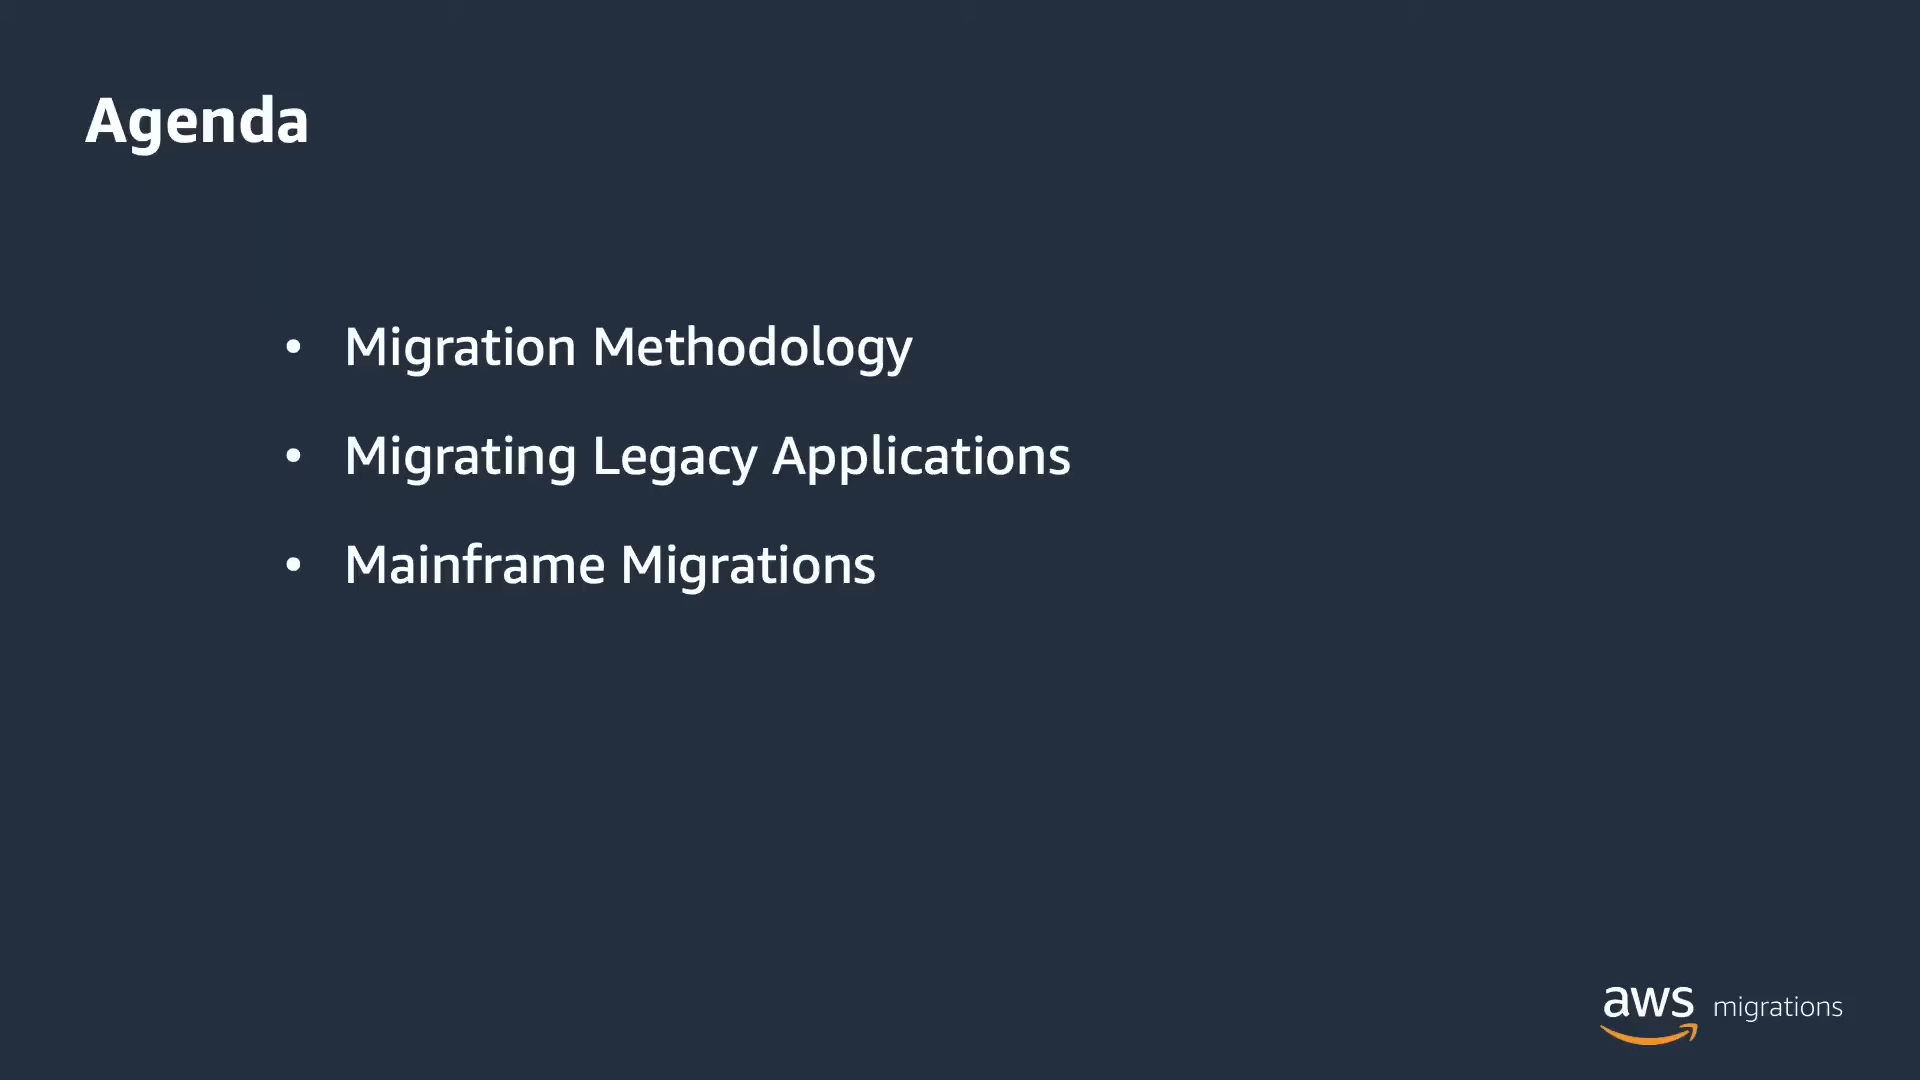 Agenda
• Migration Methodology
• Migrating Legacy Applications
• Mainframe Migrations
aws migrations